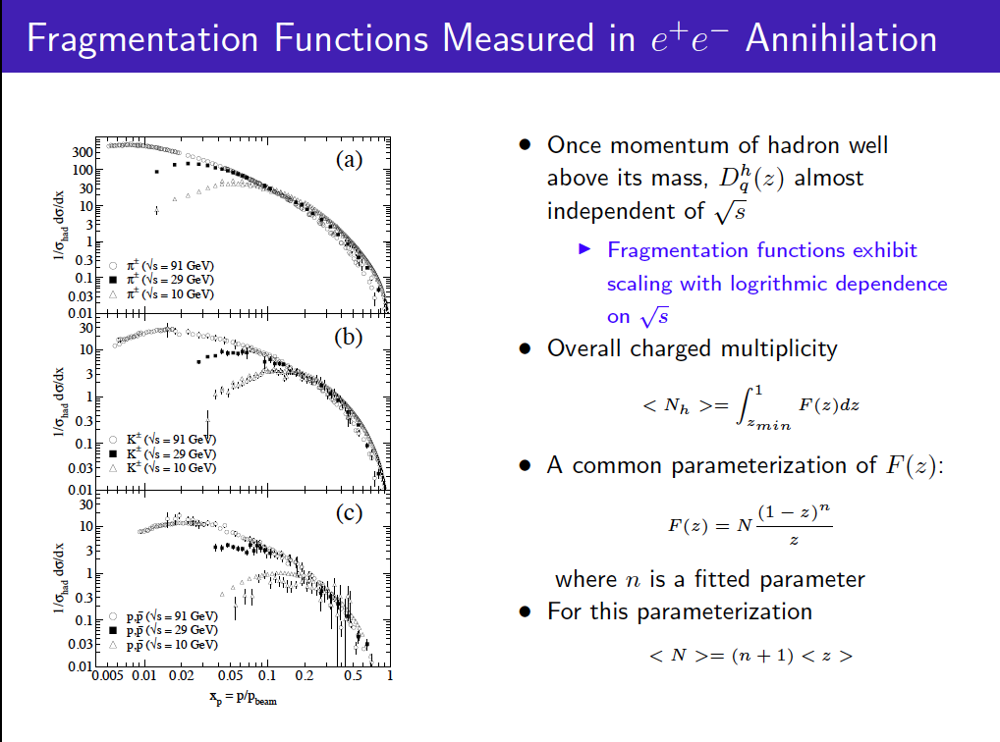 Fragmentation Functions Measured in e⁺e⁻ Annihilation
300
100
30
10
3
1
0.3
0.1
0.03
0.01
1/σhad dσ/dx
(a)
π± (√s = 91 GeV)
π± (√s = 29 GeV)
π± (√s = 10 GeV)
30
10
3
1
0.3
0.1
0.03
0.01
1/σhad dσ/dx
(b)
K± (√s = 91 GeV)
K± (√s = 29 GeV)
K± (√s = 10 GeV)
30
10
3
1
0.3
0.1
0.03
0.01
1/σhad dσ/dx
(c)
p,p̄ (√s = 91 GeV)
p,p̄ (√s = 29 GeV)
p,p̄ (√s = 10 GeV)
0.005 0.01 0.02 0.05 0.1 0.2 0.5 1
xp = p/pbeam
• Once momentum of hadron well
above its mass, D_q^h(z) almost
independent of √s
▶ Fragmentation functions exhibit
scaling with logrithmic dependence
on √s
• Overall charged multiplicity
< N_h >= ∫_{z_min}^1 F(z)dz
• A common parameterization of F(z):
F(z) = N (1 − z)^n / z
where n is a fitted parameter
• For this parameterization
< N >= (n + 1) < z >